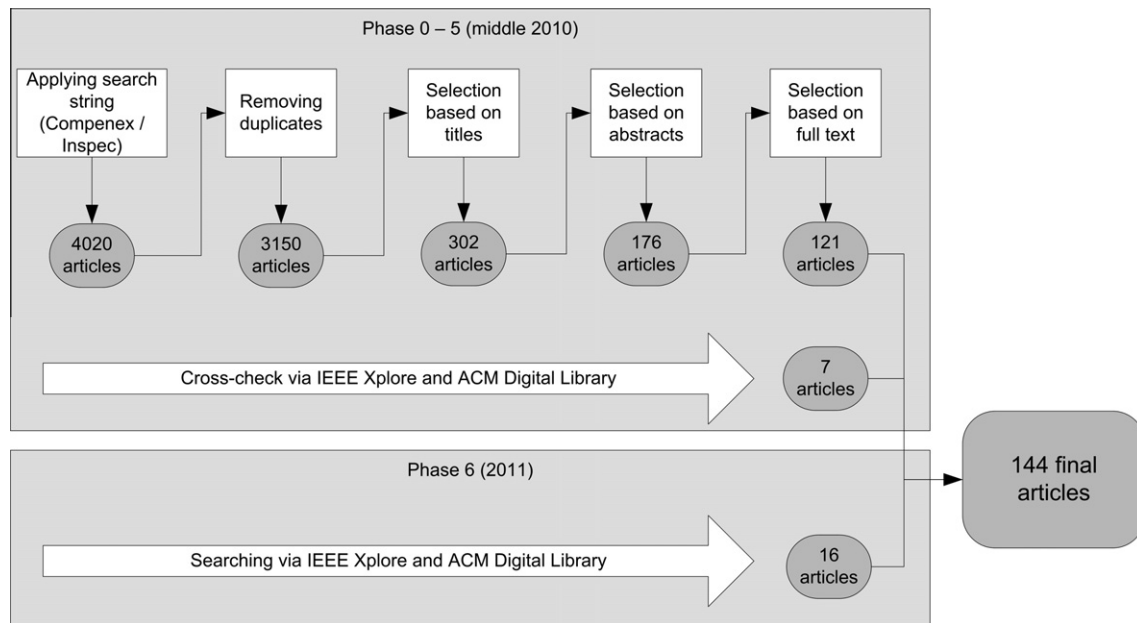 Phase 0 – 5 (middle 2010)
Applying search
string
(Compenex /
Inspec)
Removing
duplicates
Selection
based on
titles
Selection
based on
abstracts
Selection
based on
full text
4020
articles
3150
articles
302
articles
176
articles
121
articles
Cross-check via IEEE Xplore and ACM Digital Library
7
articles
Phase 6 (2011)
144 final
articles
Searching via IEEE Xplore and ACM Digital Library
16
articles